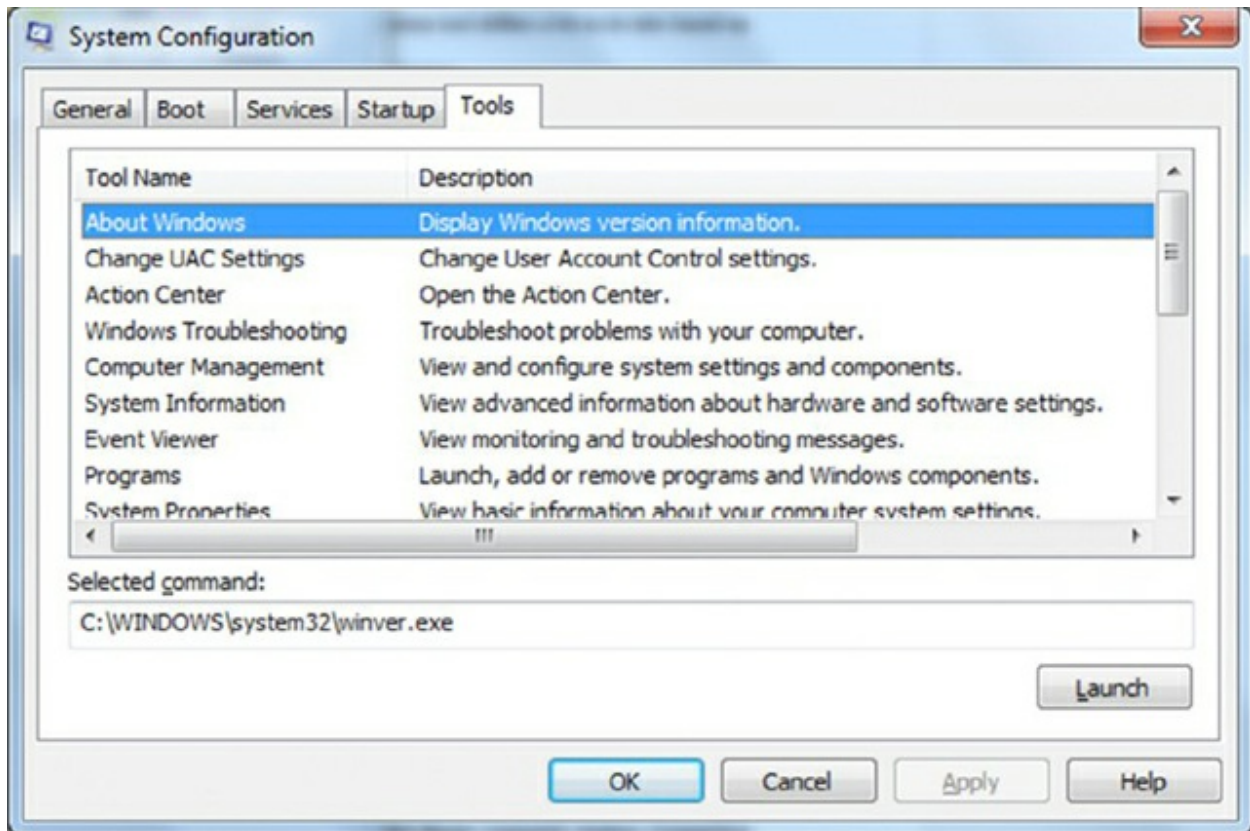 System Configuration
General Boot Services Startup Tools
Tool Name Description
About Windows Display Windows version information.
Change UAC Settings Change User Account Control settings.
Action Center Open the Action Center.
Windows Troubleshooting Troubleshoot problems with your computer.
Computer Management View and configure system settings and components.
System Information View advanced information about hardware and software settings.
Event Viewer View monitoring and troubleshooting messages.
Programs Launch, add or remove programs and Windows components.
System Properties View basic information about your computer system settings.
Selected command:
C:\WINDOWS\system32\winver.exe
Launch
OK Cancel Apply Help